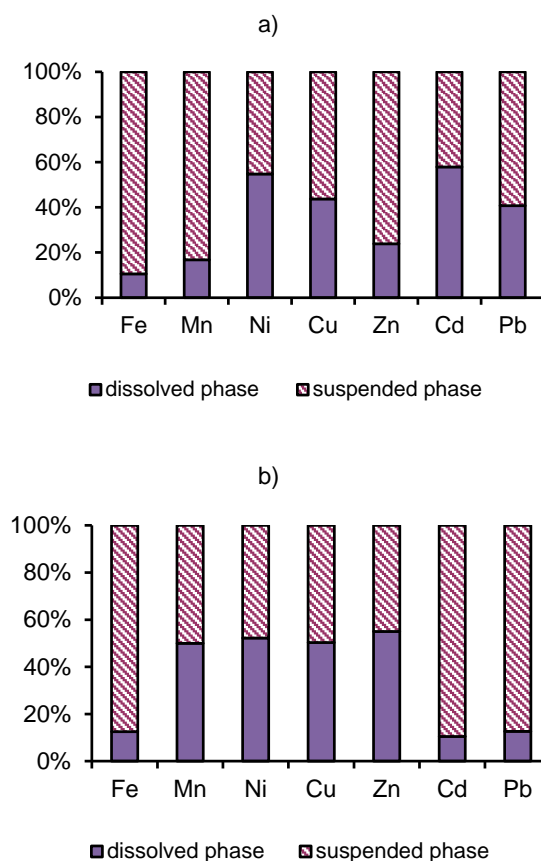 a)
100%
80%
60%
40%
20%
0%
Fe Mn Ni Cu Zn Cd Pb
dissolved phase suspended phase
b)
100%
80%
60%
40%
20%
0%
Fe Mn Ni Cu Zn Cd Pb
dissolved phase suspended phase